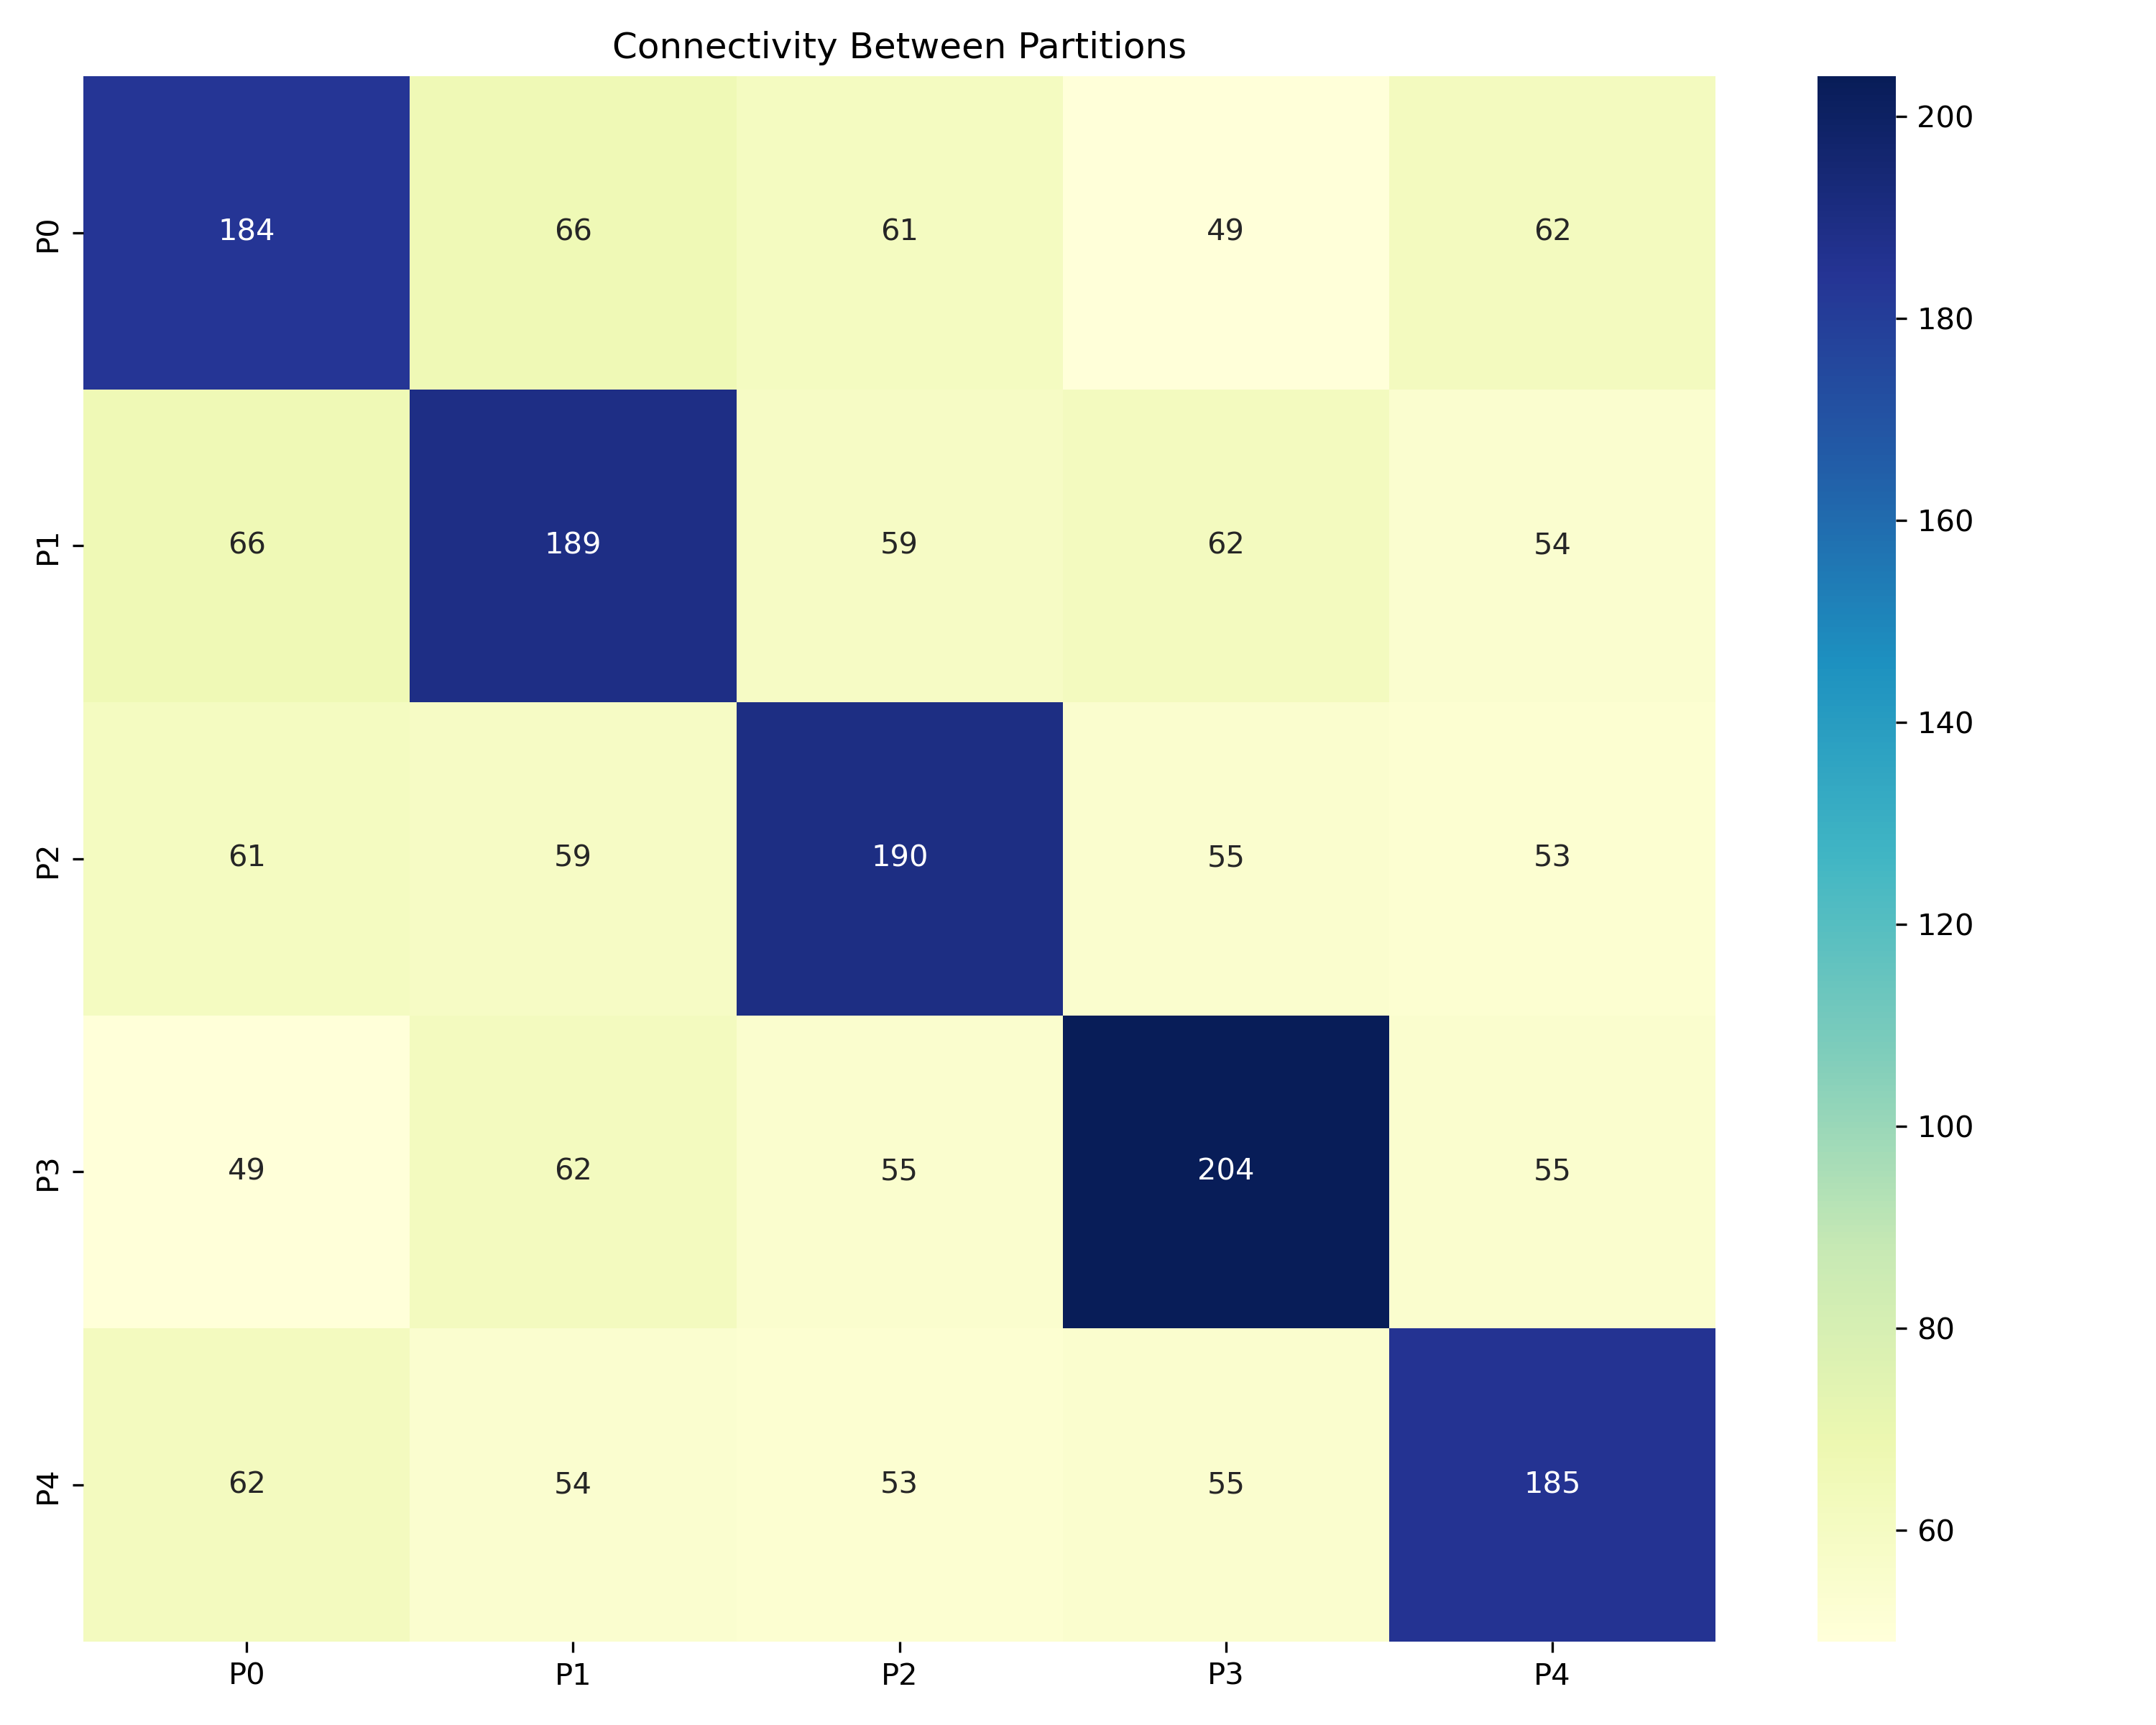 Connectivity Between Partitions
P0 184 66 61 49 62
P1 66 189 59 62 54
P2 61 59 190 55 53
P3 49 62 55 204 55
P4 62 54 53 55 185
P0 P1 P2 P3 P4
200
180
160
140
120
100
80
60